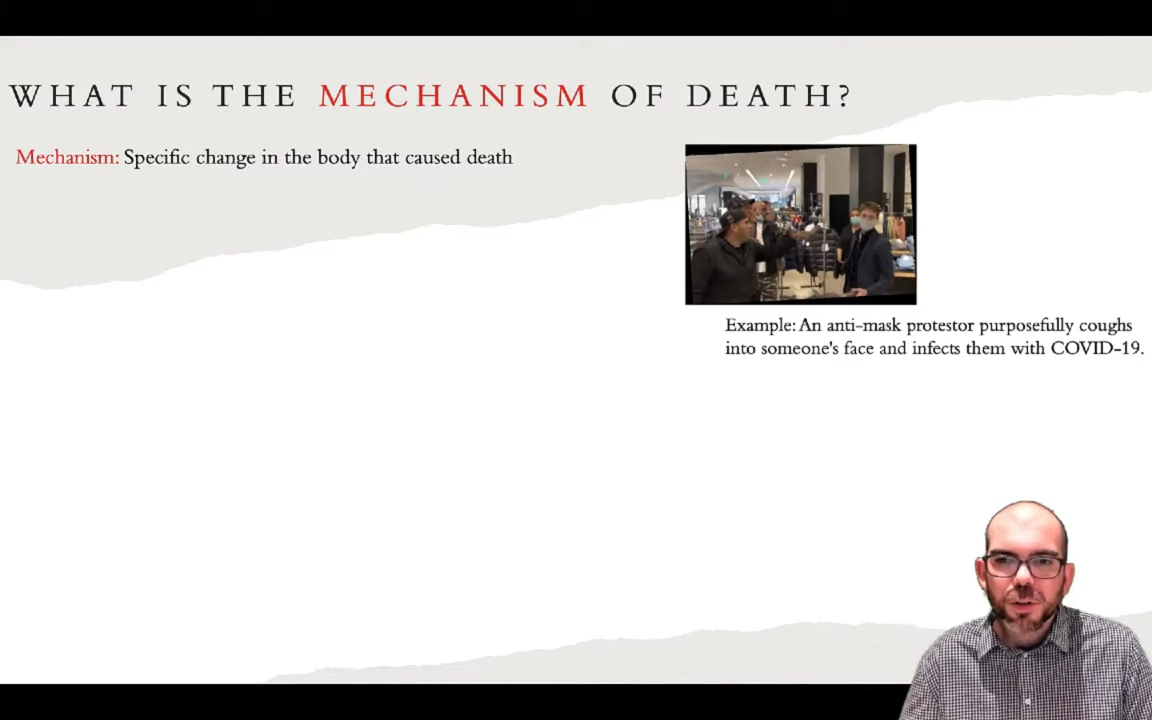 WHAT IS THE MECHANISM OF DEATH?
Mechanism: Specific change in the body that caused death
Example: An anti-mask protestor purposefully coughs
into someone's face and infects them with COVID-19.